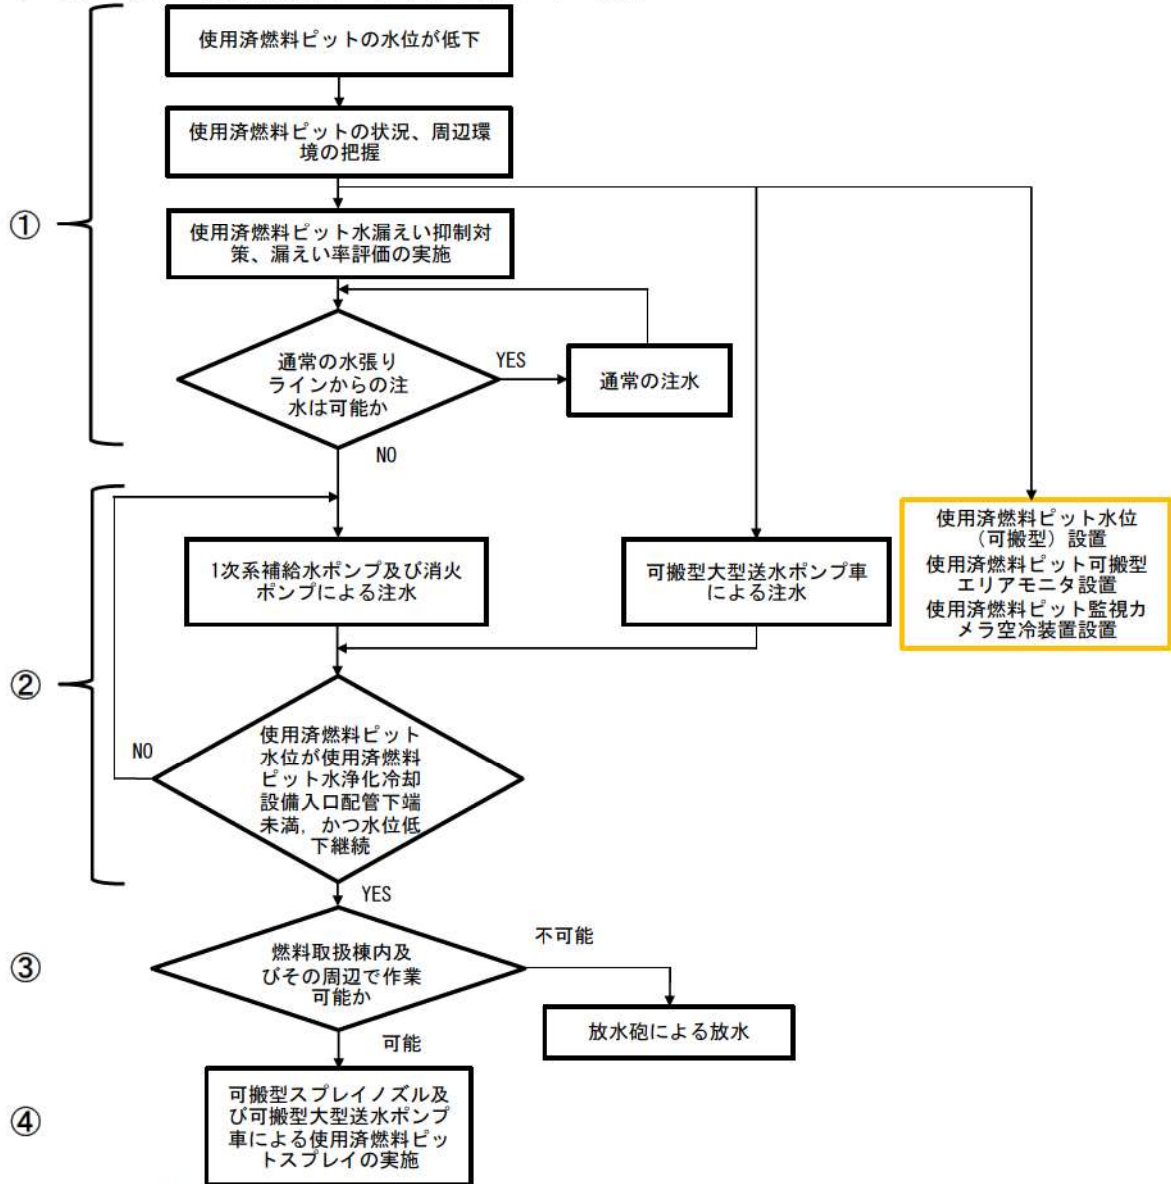 使用済燃料ピットの水位が低下
使用済燃料ピットの状況、周辺環
境の把握
①
使用済燃料ピット水漏えい抑制対
策、漏えい率評価の実施
通常の水張り
ラインからの注
水は可能か
YES
通常の注水
NO
②
1次系補給水ポンプ及び消火
ポンプによる注水
可搬型大型送水ポンプ車
による注水
使用済燃料ピット水位
（可搬型）設置
使用済燃料ピット可搬型
エリアモニタ設置
使用済燃料ピット監視カ
メラ空冷装置設置
NO
使用済燃料ピット
水位が使用済燃料
ピット水浄化冷却
設備入口配管下端
未満，かつ水位低
下継続
YES
③
燃料取扱棟内及
びその周辺で作業
可能か
不可能
放水砲による放水
可能
④
可搬型スプレイノズル及
び可搬型大型送水ポンプ
車による使用済燃料ピッ
トスプレイの実施